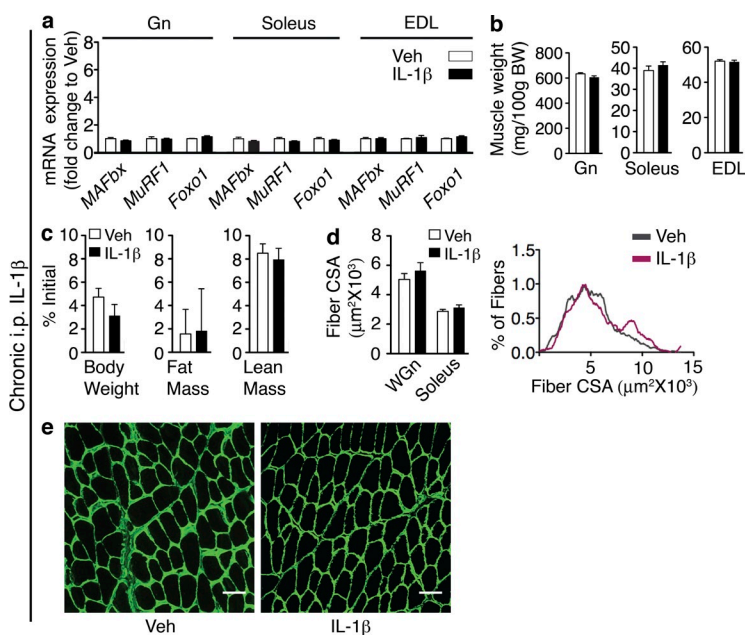 Chronic i.p. IL-1β
a
Gn
Soleus
EDL
mRNA expression
(fold change to Veh)
8
6
4
2
0
Veh
IL-1β
MAFbx
MuRF1
Foxo1
MAFbx
MuRF1
Foxo1
MAFbx
MuRF1
Foxo1
b
Muscle weight
(mg/100g BW)
800
600
400
200
0
50
40
30
20
10
0
60
40
20
0
Gn
Soleus
EDL
c
% Initial
10
8
6
4
2
0
Veh
IL-1β
10
8
6
4
2
0
10
8
6
4
2
0
Body
Weight
Fat
Mass
Lean
Mass
d
Fiber CSA
(µm²X10³)
8
6
4
2
0
Veh
IL-1β
WGn
Soleus
% of Fibers
1.5
1.0
0.5
0.0
Veh
IL-1β
5
10
15
Fiber CSA (µm²X10³)
e
Veh
IL-1β